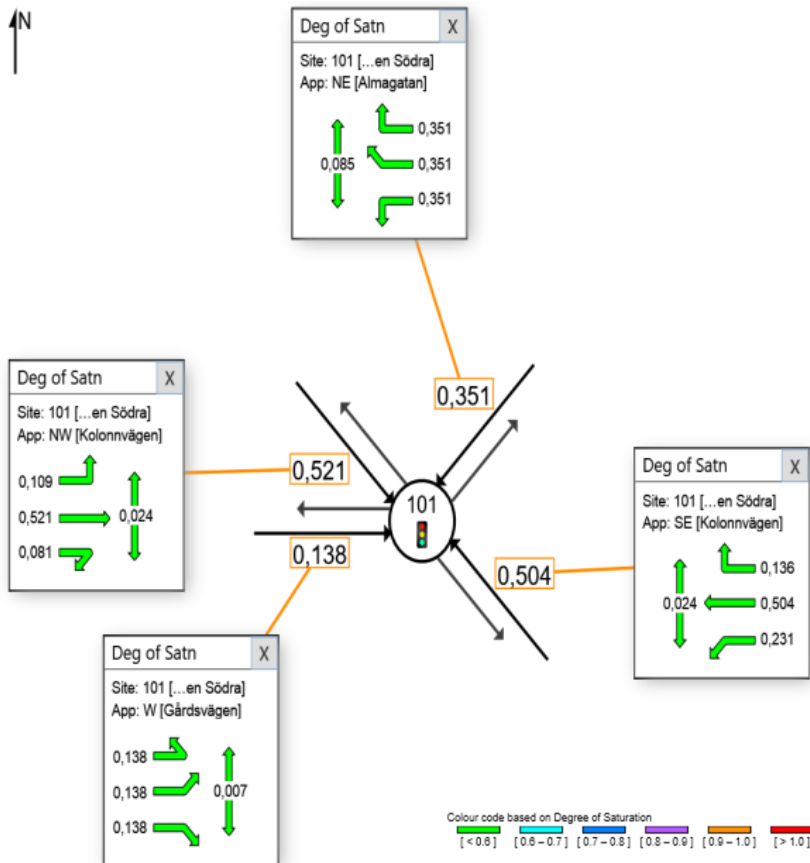 N
Deg of Satn X
Site: 101 [...en Södra]
App: NE [Almagatan]
0,351
0,085 0,351
0,351
0,351
Deg of Satn X
Site: 101 [...en Södra]
App: NW [Kolonnvägen]
0,109
0,521 0,024
0,081
0,521
101
0,138
0,504
Deg of Satn X
Site: 101 [...en Södra]
App: SE [Kolonnvägen]
0,136
0,024 0,504
0,231
Deg of Satn X
Site: 101 [...en Södra]
App: W [Gårdsvägen]
0,138
0,138 0,007
0,138
Colour code based on Degree of Saturation
[ < 0.6 ] [ 0.6 – 0.7 ] [ 0.7 – 0.8 ] [ 0.8 – 0.9 ] [ 0.9 – 1.0 ] [ > 1.0 ]